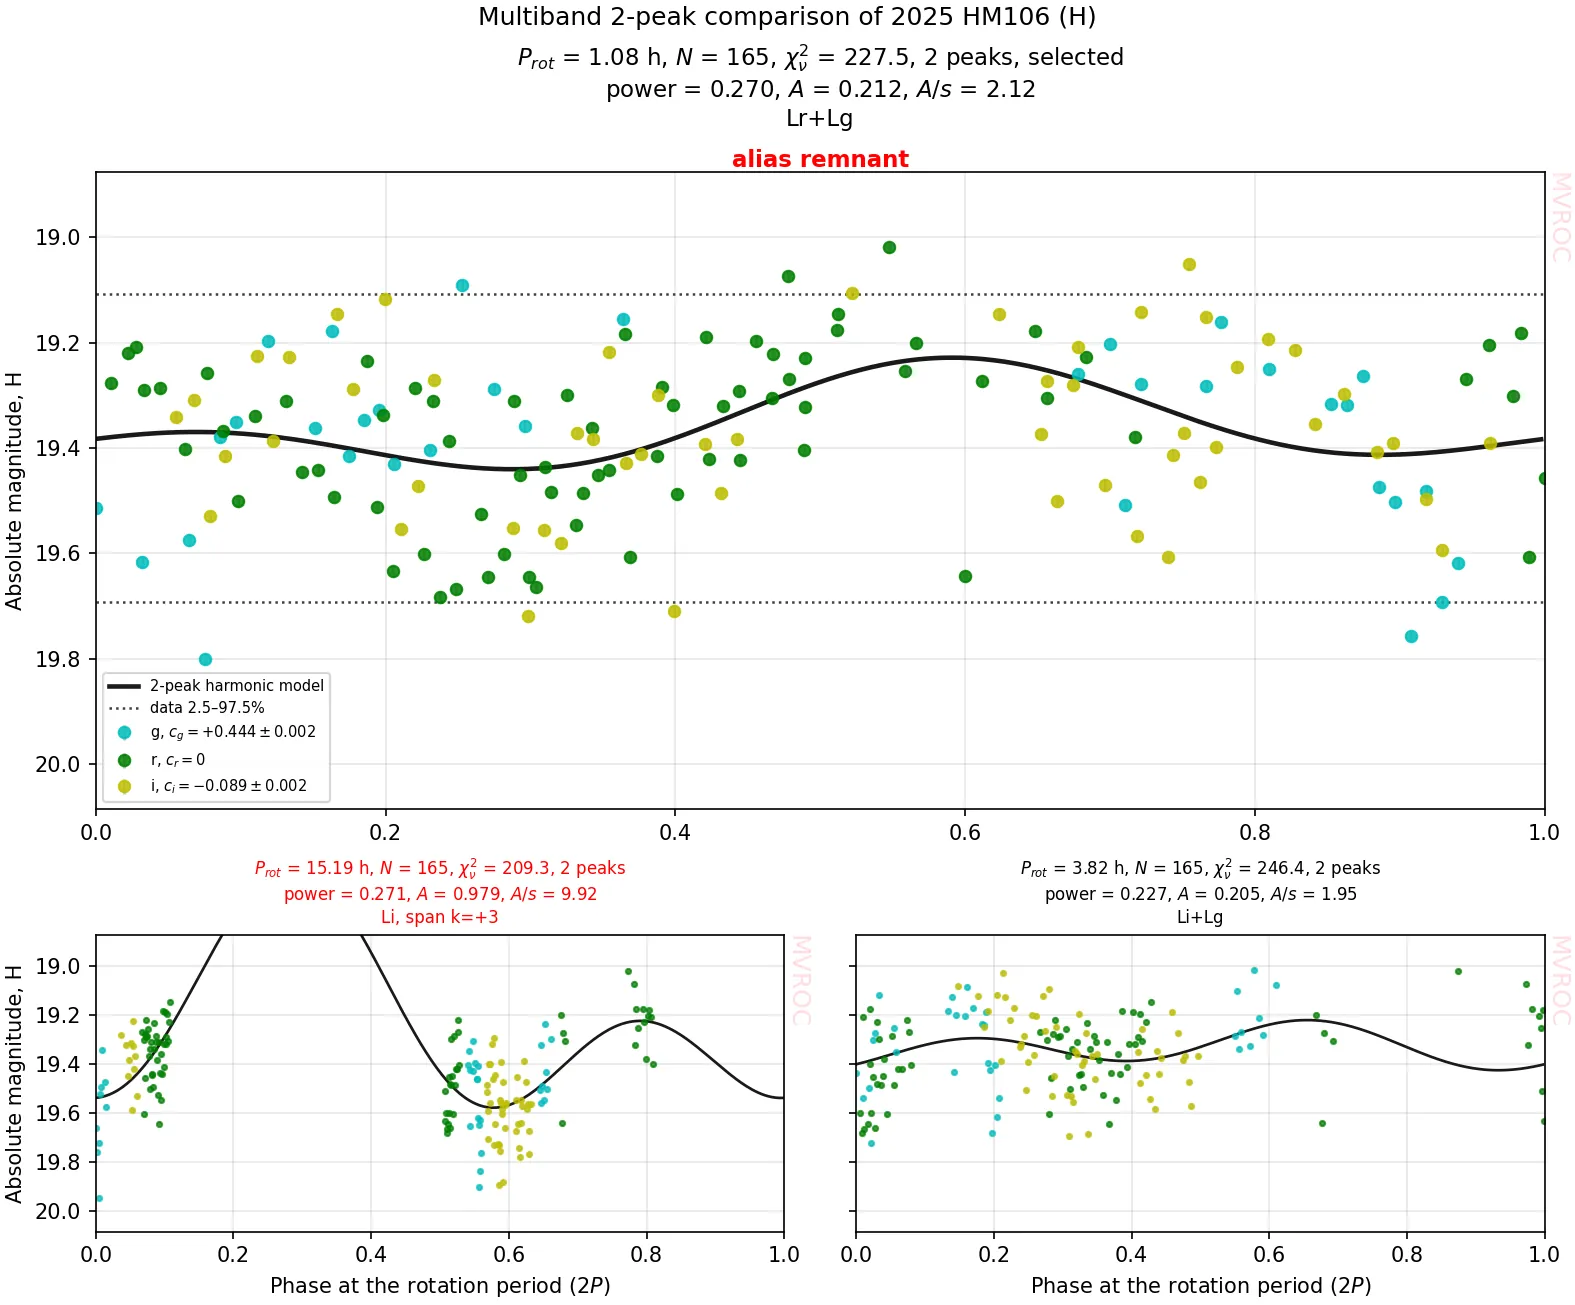 Multiband 2-peak comparison of 2025 HM106 (H)
P_rot = 1.08 h, N = 165, χ²_ν = 227.5, 2 peaks, selected
power = 0.270, A = 0.212, A/s = 2.12
Lr+Lg
alias remnant
MVROC
Absolute magnitude, H
19.0
19.2
19.4
19.6
19.8
20.0
2-peak harmonic model
data 2.5–97.5%
g, c_g = +0.444 ± 0.002
r, c_r = 0
i, c_i = −0.089 ± 0.002
0.0 0.2 0.4 0.6 0.8 1.0
P_rot = 15.19 h, N = 165, χ²_ν = 209.3, 2 peaks
power = 0.271, A = 0.979, A/s = 9.92
Li, span k=+3
MVROC
Absolute magnitude, H
19.0
19.2
19.4
19.6
19.8
20.0
0.0 0.2 0.4 0.6 0.8 1.0
Phase at the rotation period (2P)
P_rot = 3.82 h, N = 165, χ²_ν = 246.4, 2 peaks
power = 0.227, A = 0.205, A/s = 1.95
Li+Lg
MVROC
0.0 0.2 0.4 0.6 0.8 1.0
Phase at the rotation period (2P)